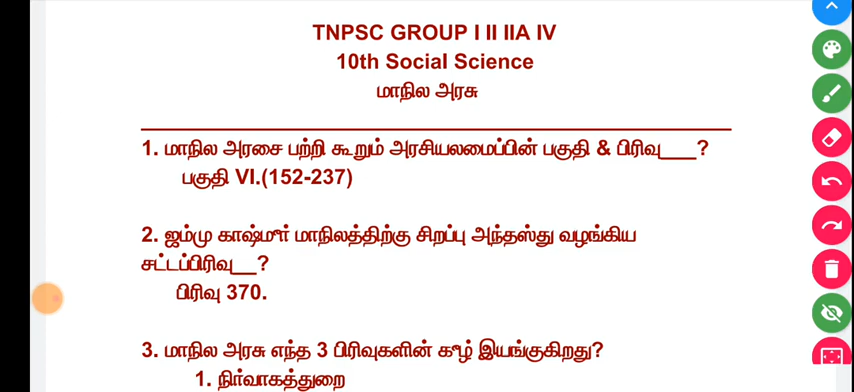 TNPSC GROUP I II IIA IV
10th Social Science
மாநில அரசு
1. மாநில அரசை பற்றி கூறும் அரசியலமைப்பின் பகுதி & பிரிவு___?
பகுதி VI.(152-237)
2. ஜம்மு காஷ்மீர் மாநிலத்திற்கு சிறப்பு அந்தஸ்து வழங்கிய
சட்டப்பிரிவு__?
பிரிவு 370.
3. மாநில அரசு எந்த 3 பிரிவுகளின் கீழ் இயங்குகிறது?
1. நிர்வாகத்துறை